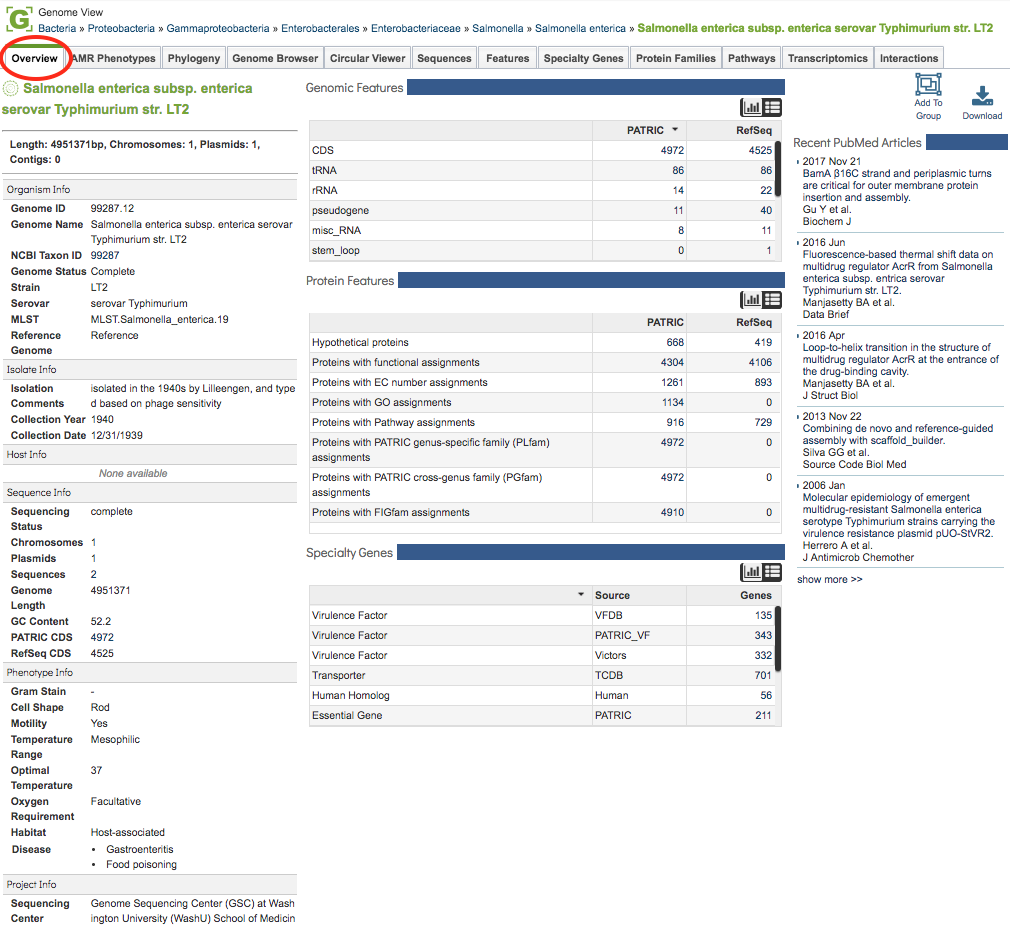 G
Genome View
Bacteria » Proteobacteria » Gammaproteobacteria » Enterobacterales » Enterobacteriaceae » Salmonella » Salmonella enterica » Salmonella enterica subsp. enterica serovar Typhimurium str. LT2
Overview AMR Phenotypes Phylogeny Genome Browser Circular Viewer Sequences Features Specialty Genes Protein Families Pathways Transcriptomics Interactions
Salmonella enterica subsp. enterica
serovar Typhimurium str. LT2
Length: 4951371bp, Chromosomes: 1, Plasmids: 1,
Contigs: 0
Organism Info
Genome ID 99287.12
Genome Name Salmonella enterica subsp. enterica serovar
Typhimurium str. LT2
NCBI Taxon ID 99287
Genome Status Complete
Strain LT2
Serovar serovar Typhimurium
MLST MLST.Salmonella_enterica.19
Reference Reference
Genome
Isolate Info
Isolation isolated in the 1940s by Lilleengen, and type
Comments d based on phage sensitivity
Collection Year 1940
Collection Date 12/31/1939
Host Info
None available
Sequence Info
Sequencing complete
Status
Chromosomes 1
Plasmids 1
Sequences 2
Genome 4951371
Length
GC Content 52.2
PATRIC CDS 4972
RefSeq CDS 4525
Phenotype Info
Gram Stain -
Cell Shape Rod
Motility Yes
Temperature Mesophilic
Range
Optimal 37
Temperature
Oxygen Facultative
Requirement
Habitat Host-associated
Disease • Gastroenteritis
• Food poisoning
Project Info
Sequencing Genome Sequencing Center (GSC) at Wash
Center ington University (WashU) School of Medicin
Genomic Features
PATRIC RefSeq
CDS 4972 4525
tRNA 86 86
rRNA 14 22
pseudogene 11 40
misc_RNA 8 11
stem_loop 0 1
Protein Features
PATRIC RefSeq
Hypothetical proteins 668 419
Proteins with functional assignments 4304 4106
Proteins with EC number assignments 1261 893
Proteins with GO assignments 1134 0
Proteins with Pathway assignments 916 729
Proteins with PATRIC genus-specific family (PLfam) 4972 0
assignments
Proteins with PATRIC cross-genus family (PGfam) 4972 0
assignments
Proteins with FIGfam assignments 4910 0
Specialty Genes
Source Genes
Virulence Factor VFDB 135
Virulence Factor PATRIC_VF 343
Virulence Factor Victors 332
Transporter TCDB 701
Human Homolog Human 56
Essential Gene PATRIC 211
Add To
Group
Download
Recent PubMed Articles
2017 Nov 21
BamA β16C strand and periplasmic turns
are critical for outer membrane protein
insertion and assembly.
Gu Y et al.
Biochem J
2016 Jun
Fluorescence-based thermal shift data on
multidrug regulator AcrR from Salmonella
enterica subsp. entrica serovar
Typhimurium str. LT2.
Manjasetty BA et al.
Data Brief
2016 Apr
Loop-to-helix transition in the structure of
multidrug regulator AcrR at the entrance of
the drug-binding cavity.
Manjasetty BA et al.
J Struct Biol
2013 Nov 22
Combining de novo and reference-guided
assembly with scaffold_builder.
Silva GG et al.
Source Code Biol Med
2006 Jan
Molecular epidemiology of emergent
multidrug-resistant Salmonella enterica
serotype Typhimurium strains carrying the
virulence resistance plasmid pUO-StVR2.
Herrero A et al.
J Antimicrob Chemother
show more >>